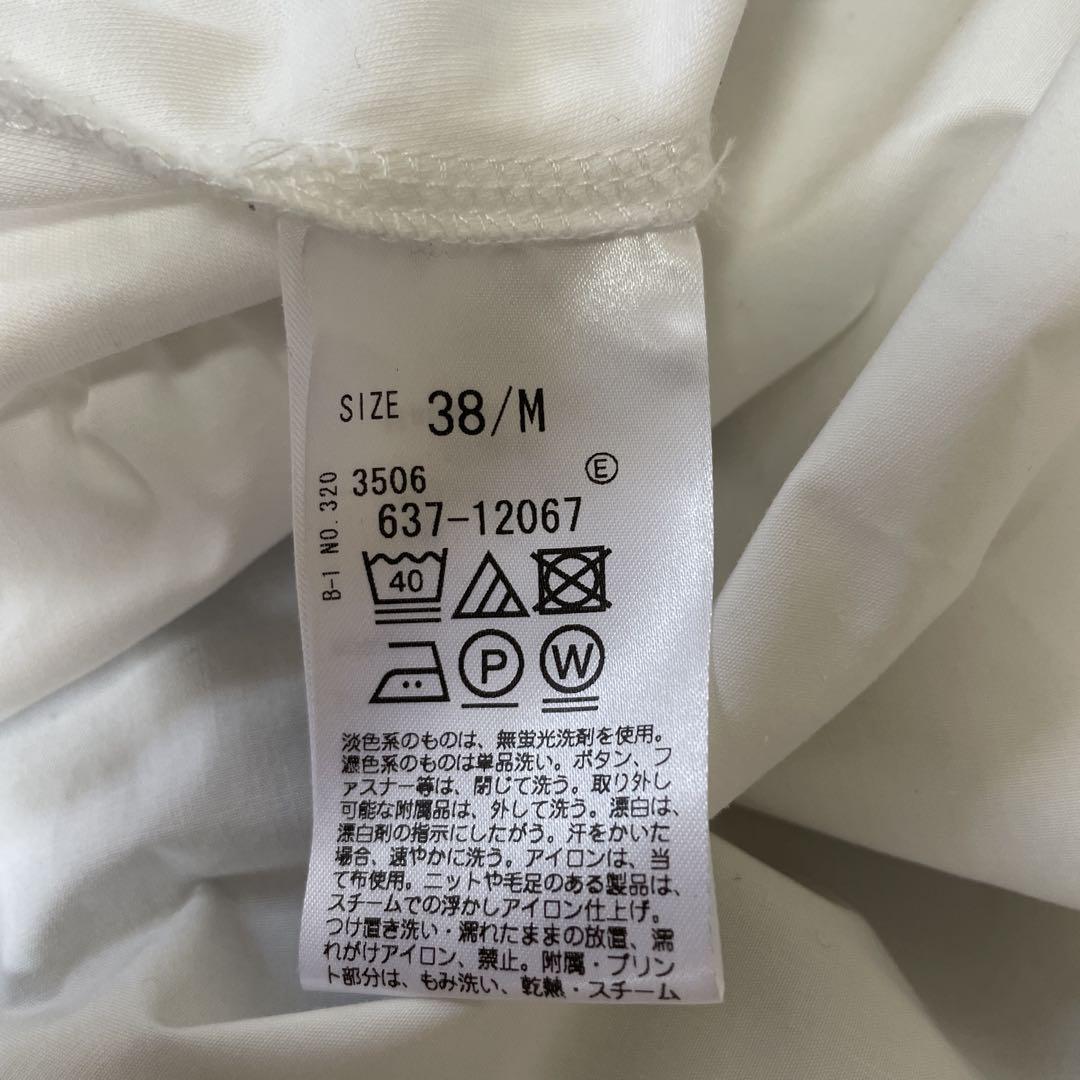 SIZE 38/M
B-1 NO.320
3506 Ⓔ
637-12067
40
P W
淡色系のものは、無蛍光洗剤を使用。
濃色系のものは単品洗い。ボタン、フ
ァスナー等は、閉じて洗う。取り外し
可能な附属品は、外して洗う。漂白は、
漂白剤の指示にしたがう。汗をかいた
場合、速やかに洗う。アイロンは、当
て布使用。ニットや毛足のある製品は、
スチームでの浮かしアイロン仕上げ。
つけ置き洗い・濡れたままの放置、濡
れがけアイロン、禁止。附属・プリン
ト部分は、もみ洗い、乾熱・スチーム